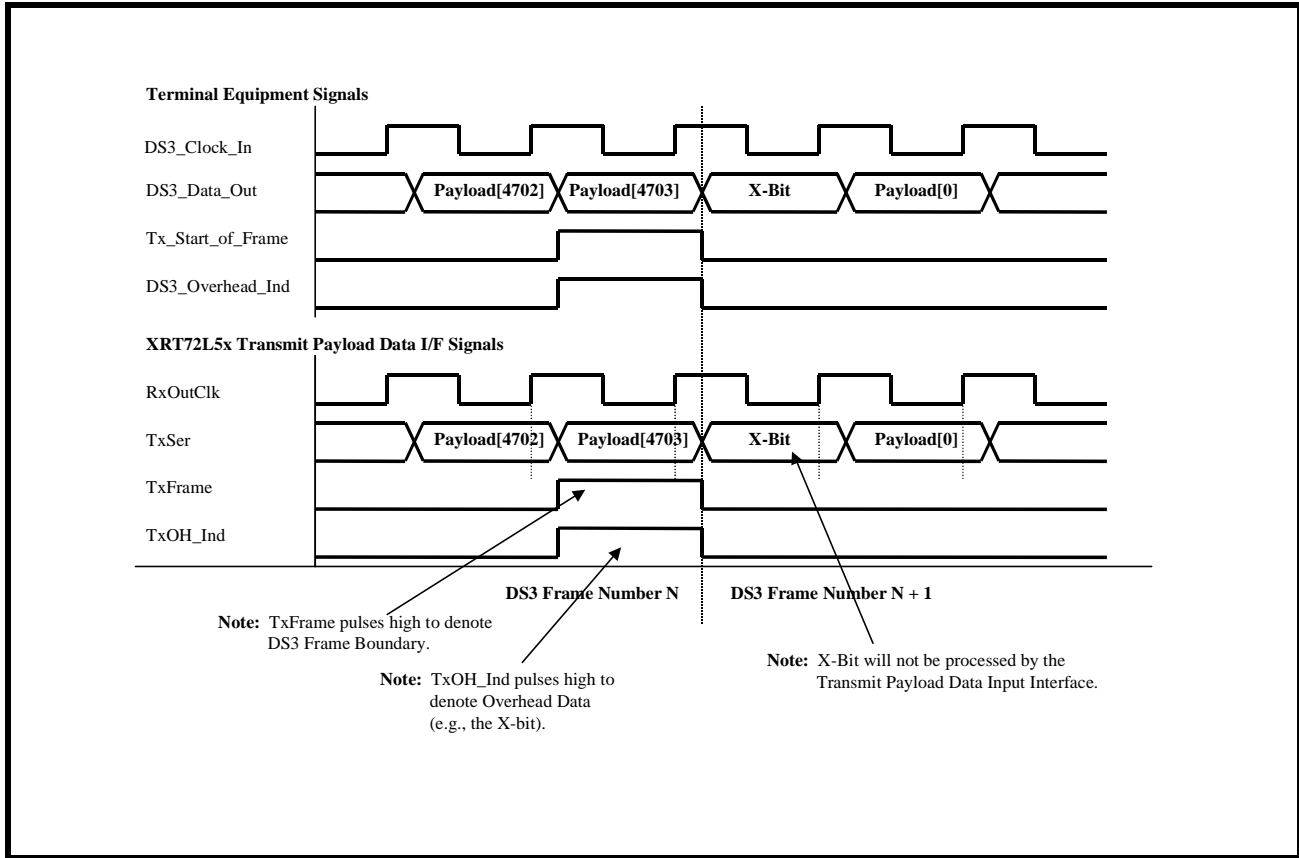 Terminal Equipment Signals
DS3_Clock_In
DS3_Data_Out
Payload[4702]
Payload[4703]
X-Bit
Payload[0]
Tx_Start_of_Frame
DS3_Overhead_Ind
XRT72L5x Transmit Payload Data I/F Signals
RxOutClk
TxSer
Payload[4702]
Payload[4703]
X-Bit
Payload[0]
TxFrame
TxOH_Ind
DS3 Frame Number N
DS3 Frame Number N + 1
Note: TxFrame pulses high to denote
DS3 Frame Boundary.
Note: TxOH_Ind pulses high to
denote Overhead Data
(e.g., the X-bit).
Note: X-Bit will not be processed by the
Transmit Payload Data Input Interface.